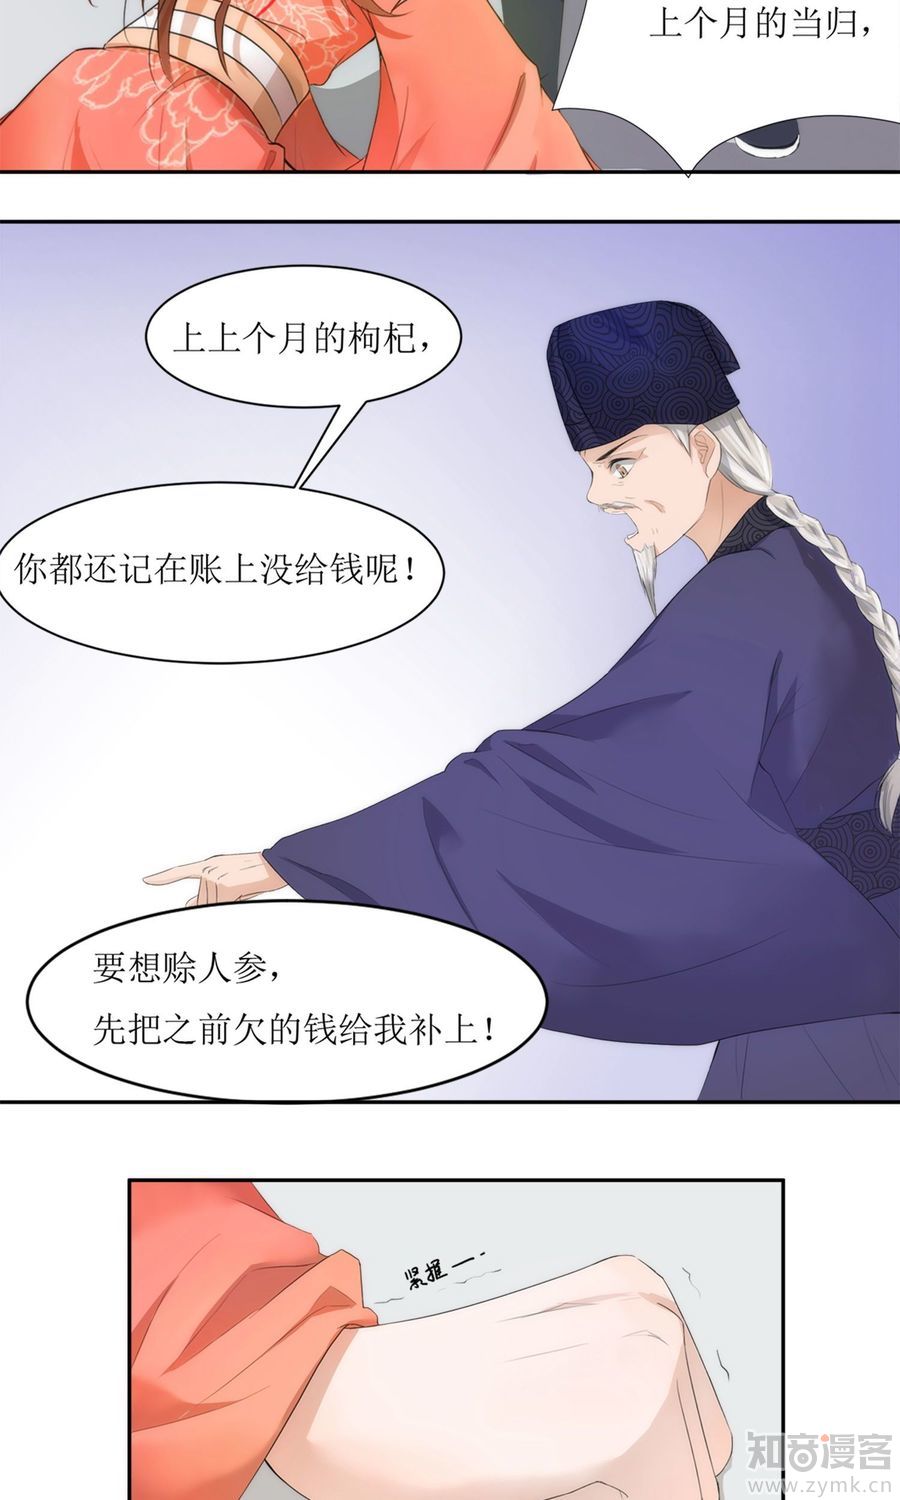 上个月的当归，
上上个月的枸杞，
你都还记在账上没给钱呢！
要想赊人参，
先把之前欠的钱给我补上！
紧握——··
知音漫客
www.zymk.cn